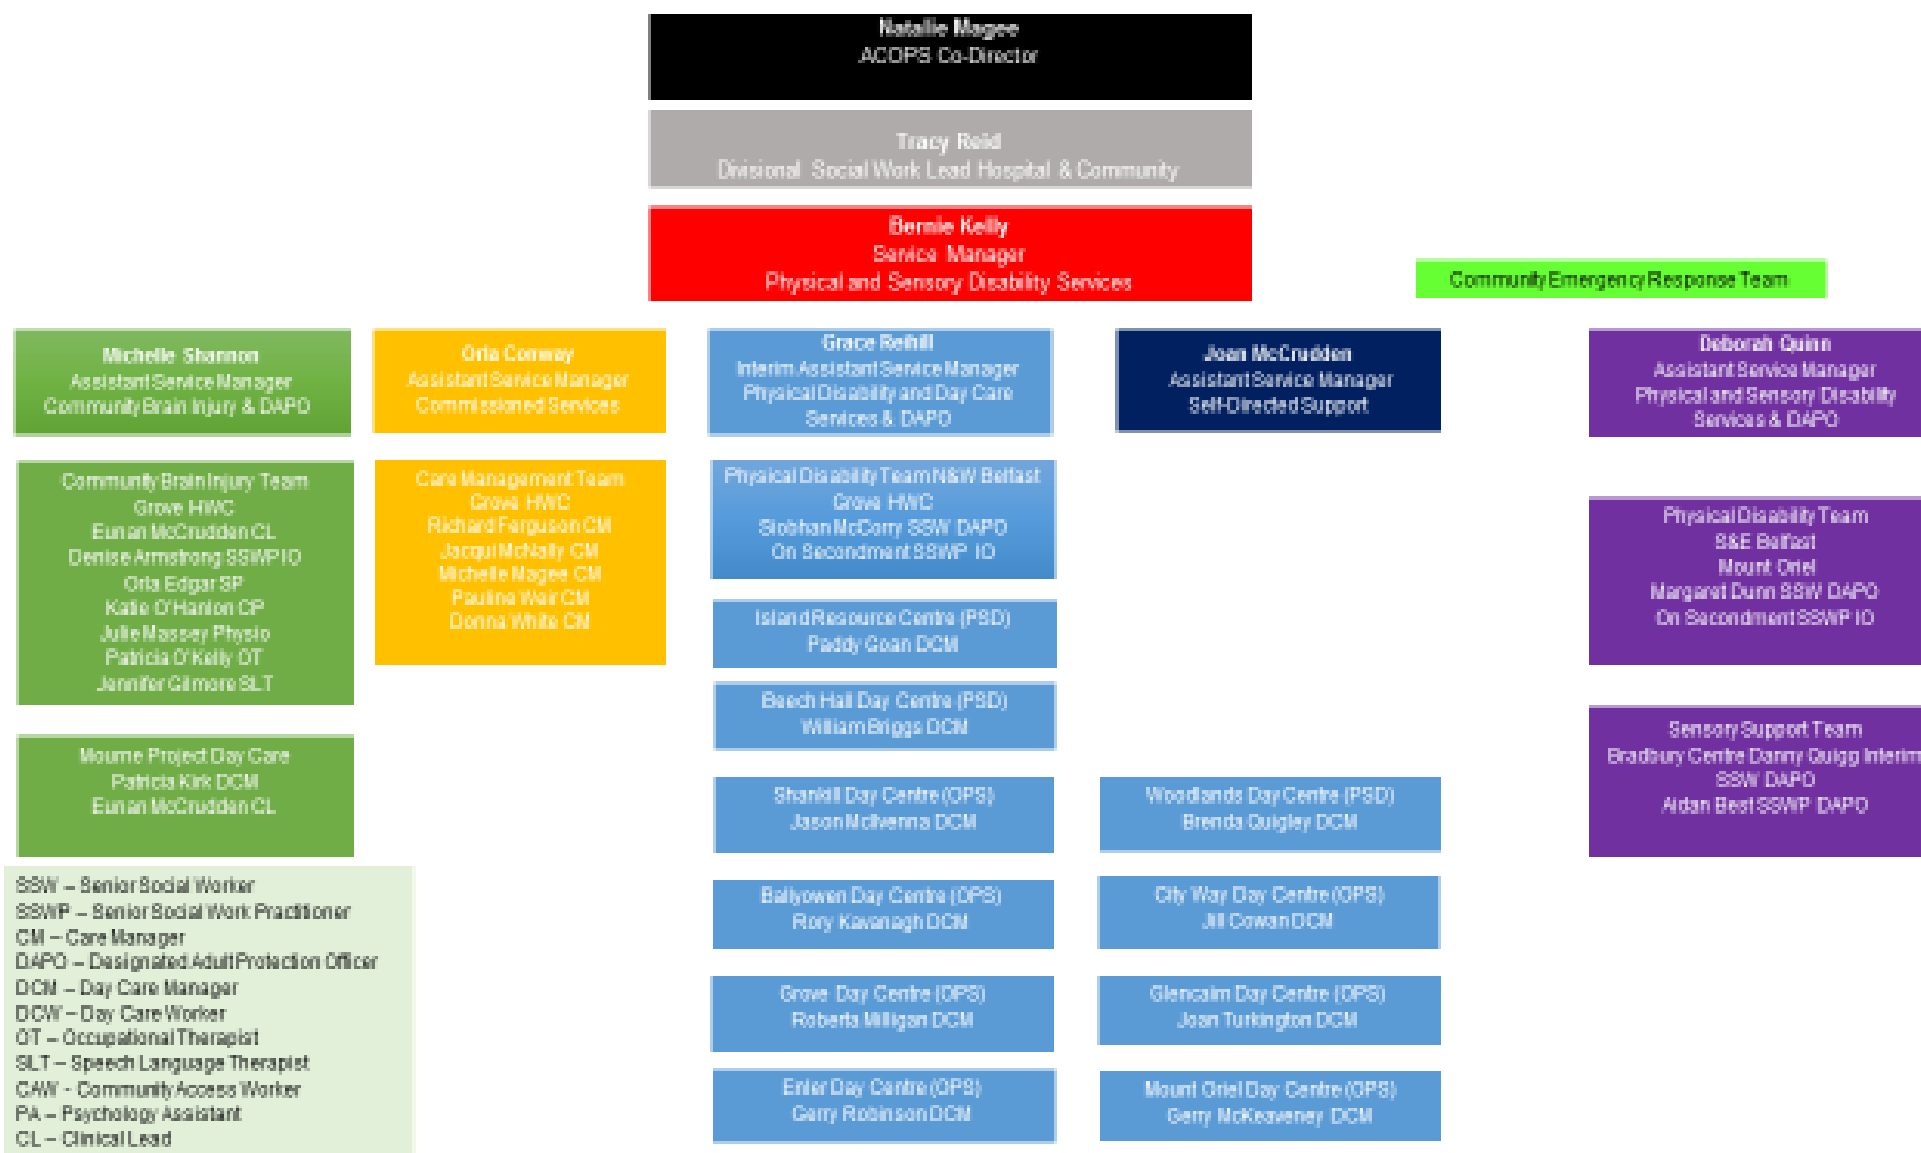 Natalie Magee
ACOPS Co-Director
Tracy Reid
Divisional Social Work Lead Hospital & Community
Bernie Kelly
Service Manager
Physical and Sensory Disability Services
Community Emergency Response Team
Michelle Shannon
Assistant Service Manager
Community Brain Injury & DAPO
Orla Conway
Assistant Service Manager
Commissioned Services
Grace Reihill
Interim Assistant Service Manager
Physical Disability and Day Care
Services & DAPO
Joan McCrudden
Assistant Service Manager
Self-Directed Support
Deborah Quinn
Assistant Service Manager
Physical and Sensory Disability
Services & DAPO
Community Brain Injury Team
Grove HWC
Eunan McCrudden CL
Denise Armstrong SSWP IO
Orla Edgar SP
Katie O'Hanlon CP
Julie Massey Physio
Patricia O'Kelly OT
Jennifer Gilmore SLT
Care Management Team
Grove HWC
Richard Ferguson CM
Jacqui McNally CM
Michelle Magee CM
Pauline Weir CM
Donna White CM
Physical Disability Team N&W Belfast
Grove HWC
Siobhan McCorry SSW DAPO
On Secondment SSWP IO
Physical Disability Team
S&E Belfast
Mount Oriel
Margaret Dunn SSW DAPO
On Secondment SSWP IO
Island Resource Centre (PSD)
Paddy Goan DCM
Beech Hall Day Centre (PSD)
William Briggs DCM
Sensory Support Team
Bradbury Centre Danny Quigg Interim
SSW DAPO
Aidan Best SSWP DAPO
Mourne Project Day Care
Patricia Kirk DCM
Eunan McCrudden CL
Shankill Day Centre (OPS)
Jason McIvenna DCM
Woodlands Day Centre (PSD)
Brenda Quigley DCM
Ballyowen Day Centre (OPS)
Rory Kavanagh DCM
City Way Day Centre (OPS)
Jill Cowan DCM
Grove Day Centre (OPS)
Roberta Milligan DCM
Glencairn Day Centre (OPS)
Joan Turkington DCM
Enler Day Centre (OPS)
Gerry Robinson DCM
Mount Oriel Day Centre (OPS)
Gerry McKeaveney DCM
SSW – Senior Social Worker
SSWP – Senior Social Work Practitioner
CM – Care Manager
DAPO – Designated Adult Protection Officer
DCM – Day Care Manager
DCW – Day Care Worker
OT – Occupational Therapist
SLT – Speech Language Therapist
CAW - Community Access Worker
PA – Psychology Assistant
CL – Clinical Lead